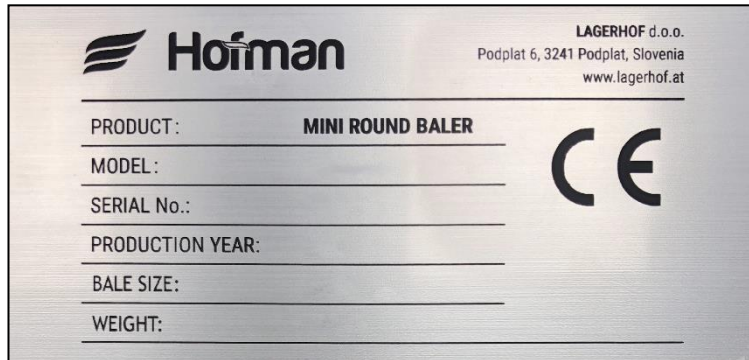 Hofman
LAGERHOF d.o.o.
Podplat 6, 3241 Podplat, Slovenia
www.lagerhof.at
PRODUCT: MINI ROUND BALER
MODEL:
SERIAL No.:
PRODUCTION YEAR:
BALE SIZE:
WEIGHT:
CE